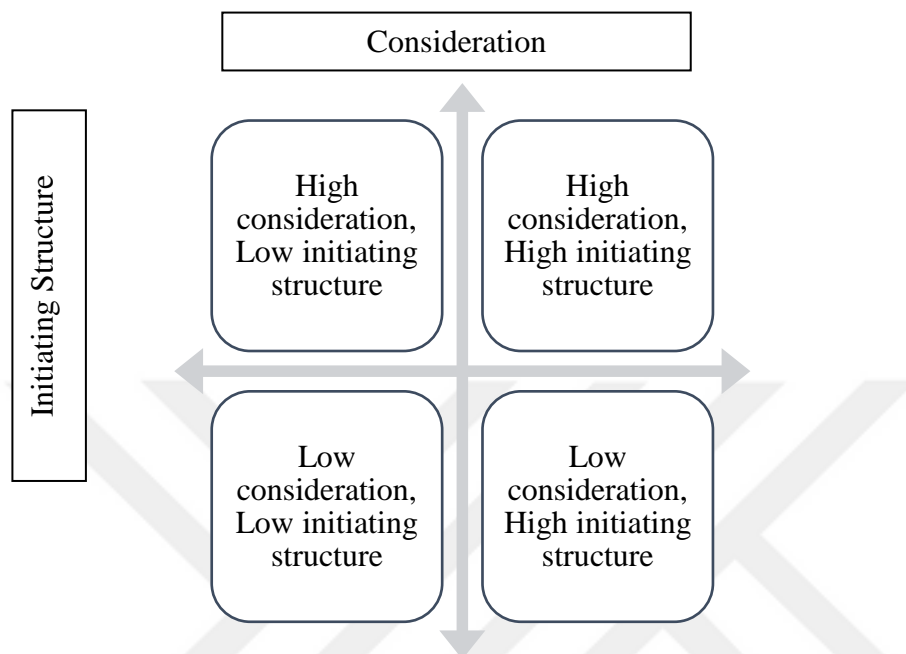 Consideration
Initiating Structure
High
consideration,
Low initiating
structure
High
consideration,
High initiating
structure
Low
consideration,
Low initiating
structure
Low
consideration,
High initiating
structure